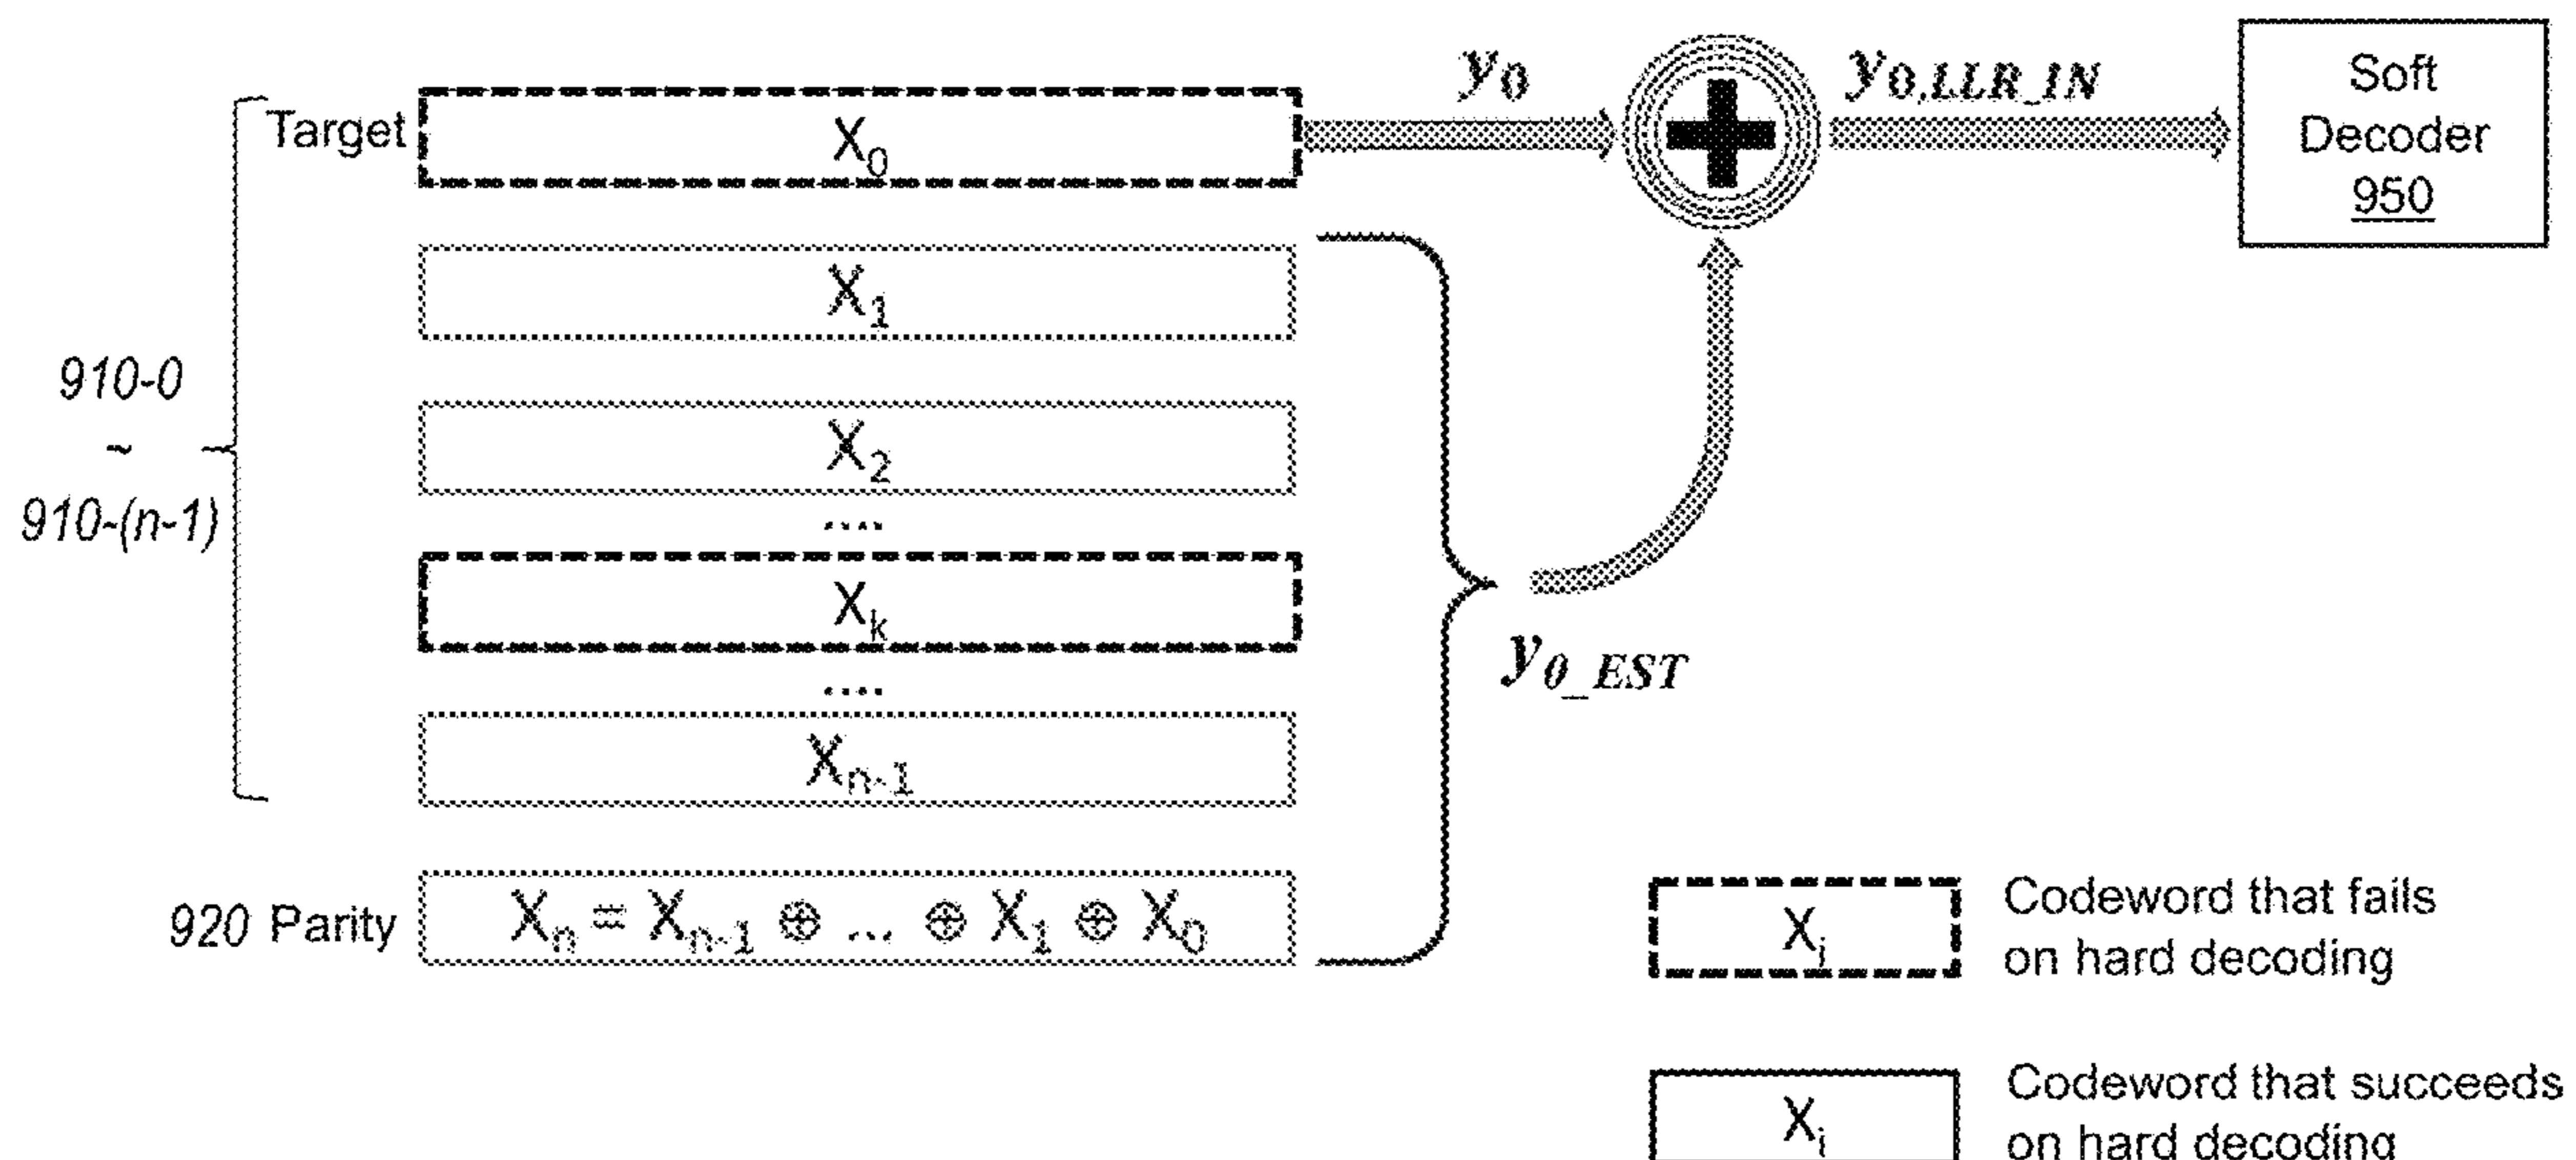 Target
X₀
y₀
y₀,LLR_IN
Soft
Decoder
950
X₁
910-0
~
910-(n-1)
X₂
....
Xₖ
y₀_EST
....
Xₙ₋₁
920 Parity
Xₙ = Xₙ₋₁ ⊕ ... ⊕ X₁ ⊕ X₀
Xᵢ
Codeword that fails
on hard decoding
Xᵢ
Codeword that succeeds
on hard decoding